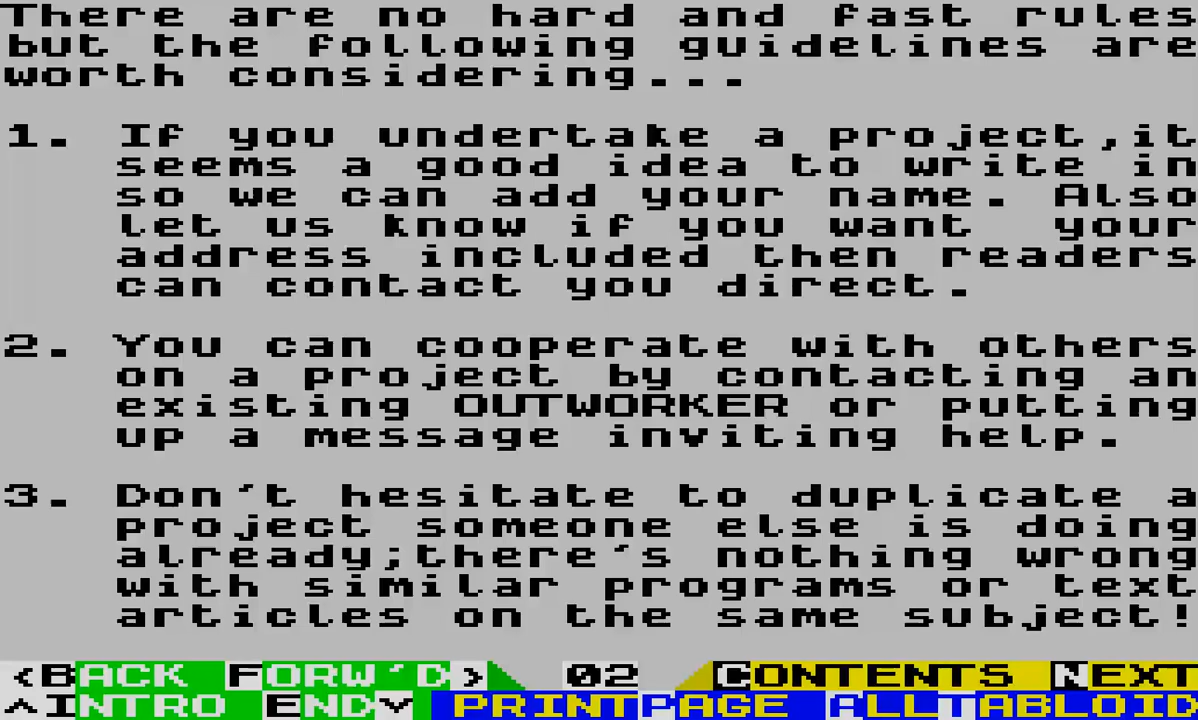 There are no hard and fast rules
but the following guidelines are
worth considering...
1. If you undertake a project,it
seems a good idea to write in
so we can add your name. Also
let us know if you want your
address included then readers
can contact you direct.
2. You can cooperate with others
on a project by contacting an
existing OUTWORKER or putting
up a message inviting help.
3. Don't hesitate to duplicate a
project someone else is doing
already;there's nothing wrong
with similar programs or text
articles on the same subject!
<BACK FORW'D> 02 CONTENTS NEXT
^INTRO ENDv PRINTPAGE ALLTABLOID